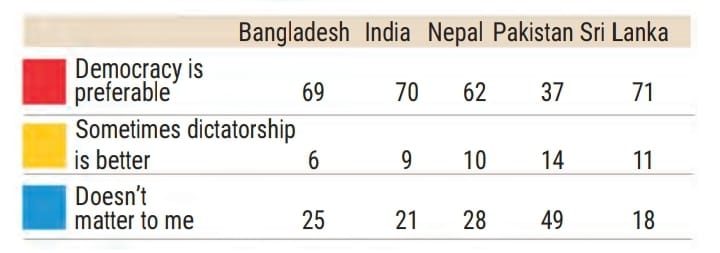 Bangladesh India Nepal Pakistan Sri Lanka
Democracy is
preferable 69 70 62 37 71
Sometimes dictatorship
is better 6 9 10 14 11
Doesn't
matter to me 25 21 28 49 18